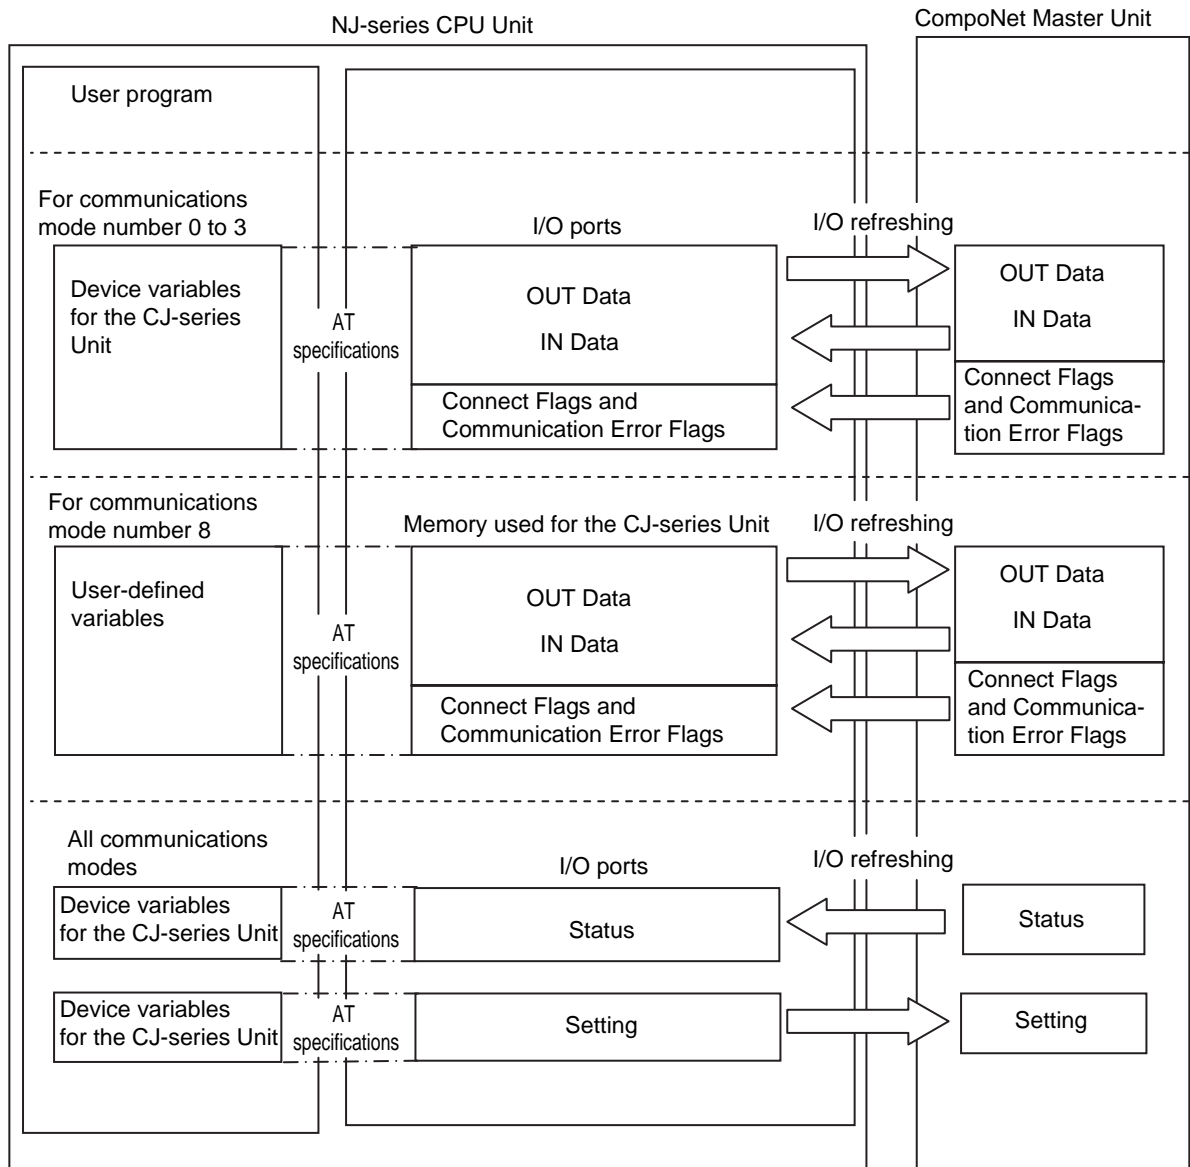 NJ-series CPU Unit
CompoNet Master Unit
User program
For communications
mode number 0 to 3
I/O ports
I/O refreshing
Device variables
for the CJ-series
Unit
AT
specifications
OUT Data
IN Data
Connect Flags and
Communication Error Flags
OUT Data
IN Data
Connect Flags
and Communica-
tion Error Flags
For communications
mode number 8
Memory used for the CJ-series Unit
I/O refreshing
User-defined
variables
AT
specifications
OUT Data
IN Data
Connect Flags and
Communication Error Flags
OUT Data
IN Data
Connect Flags
and Communica-
tion Error Flags
All communications
modes
I/O ports
I/O refreshing
Device variables
for the CJ-series Unit
AT
specifications
Status
Status
Device variables
for the CJ-series Unit
AT
specifications
Setting
Setting